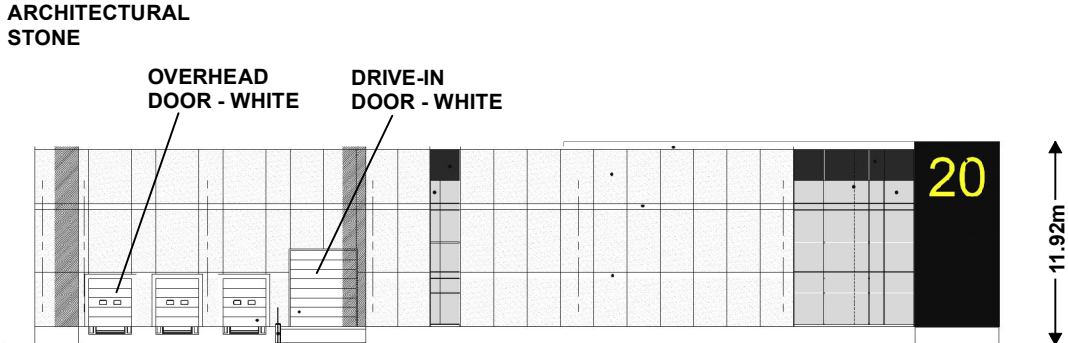 ARCHITECTURAL
STONE
OVERHEAD
DOOR - WHITE
DRIVE-IN
DOOR - WHITE
20
11.92m